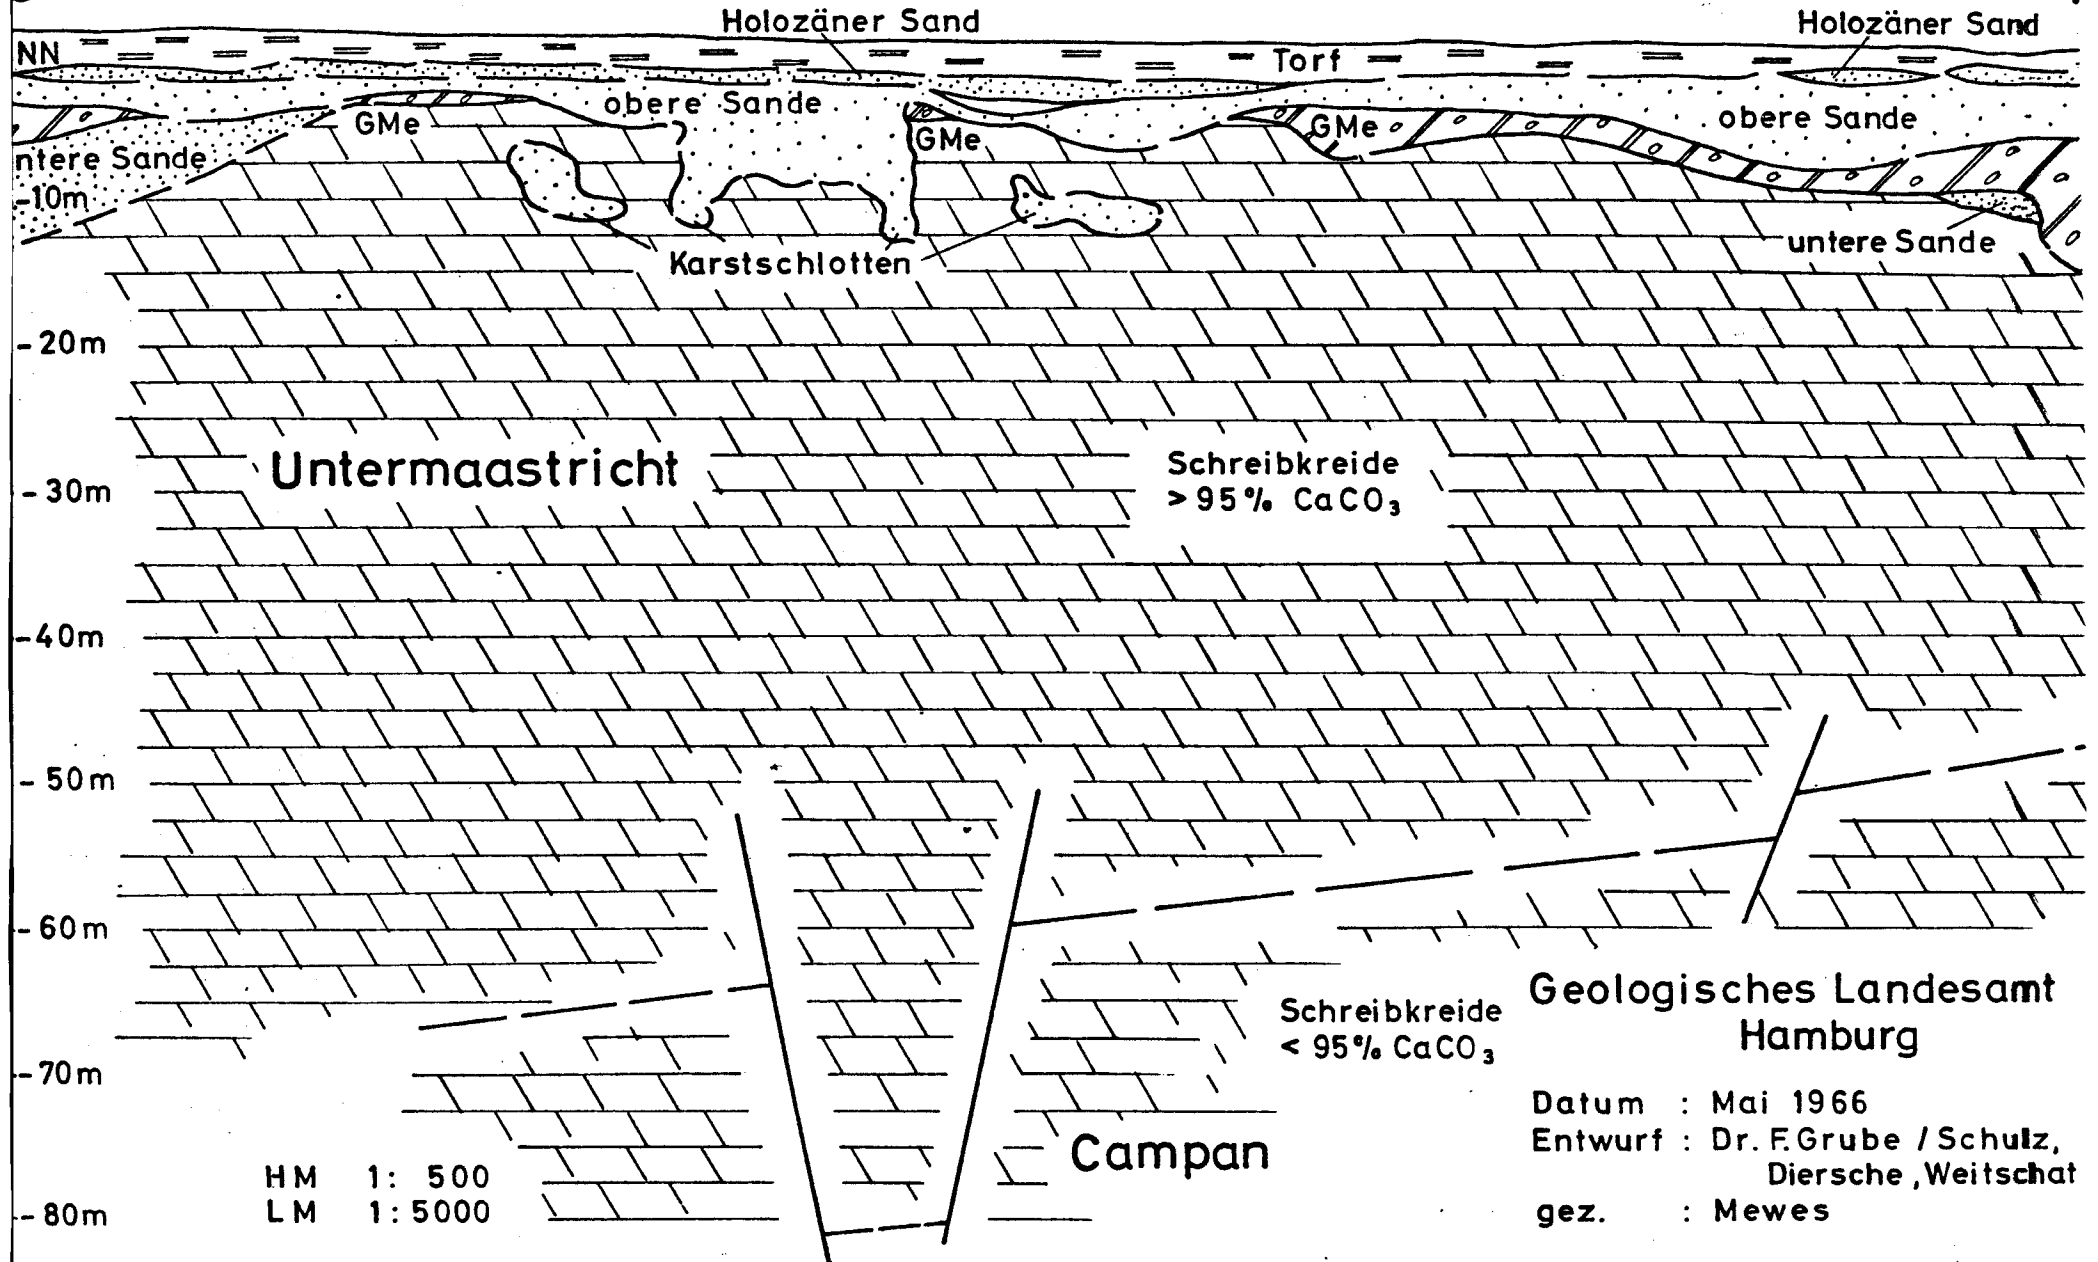 Holozäner Sand
Holozäner Sand
NN
Torf
obere Sande
GMe
GMe
GMe
obere Sande
ntere Sande
-10m
Karstschlotten
untere Sande
-20m
Untermaastricht
Schreibkreide
> 95% CaCO₃
-30m
-40m
-50m
-60m
Schreibkreide
< 95% CaCO₃
Geologisches Landesamt
Hamburg
-70m
Datum : Mai 1966
Entwurf : Dr. F. Grube / Schulz,
Diersche, Weitschat
gez. : Mewes
Campan
HM 1: 500
LM 1: 5000
-80m